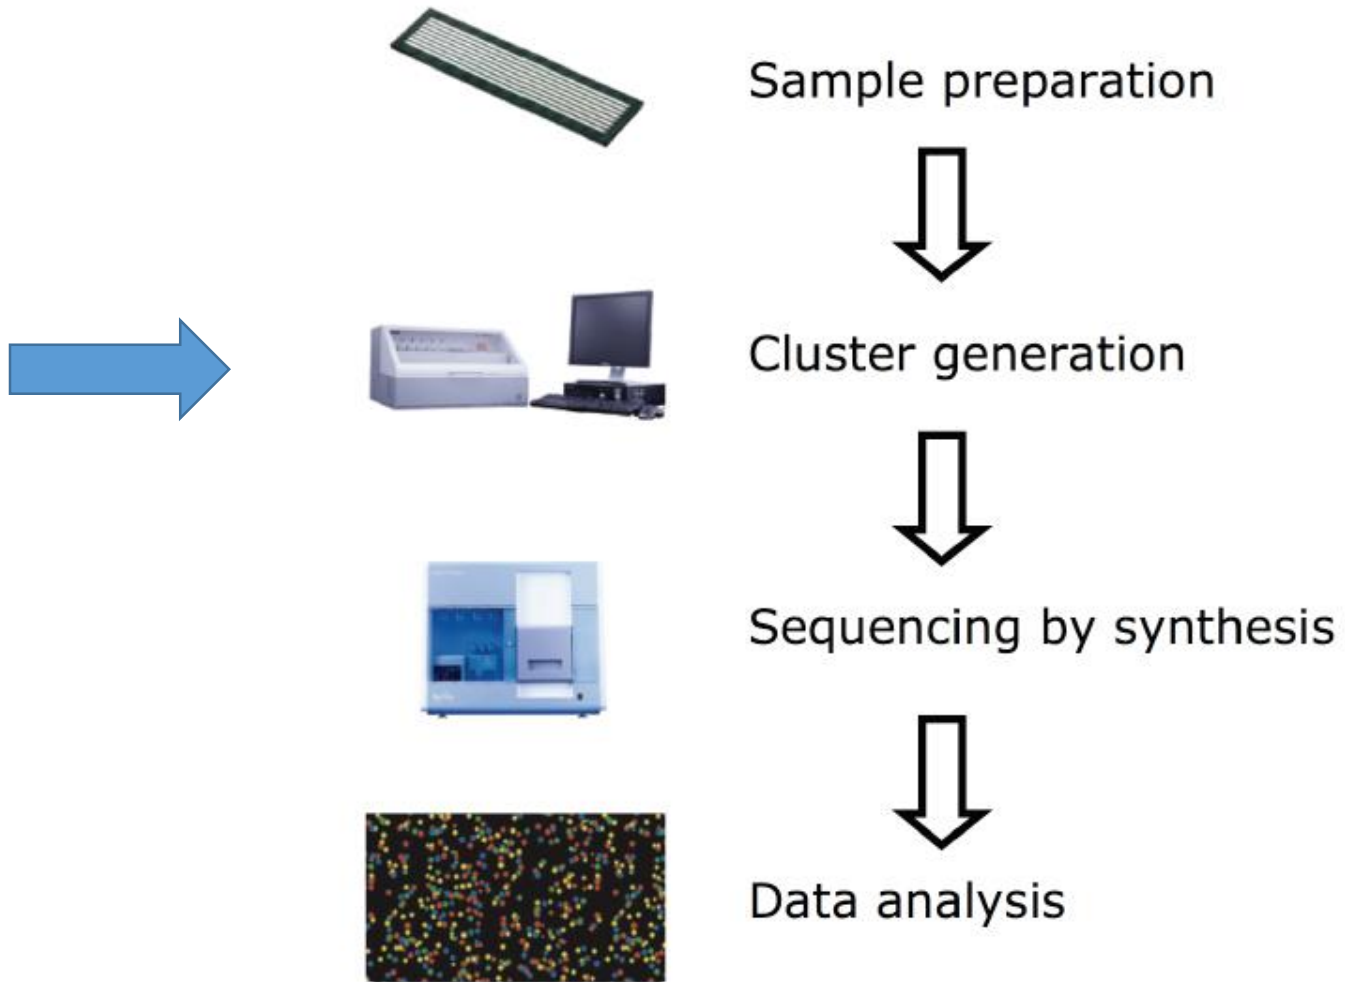 Sample preparation
Cluster generation
Sequencing by synthesis
Data analysis